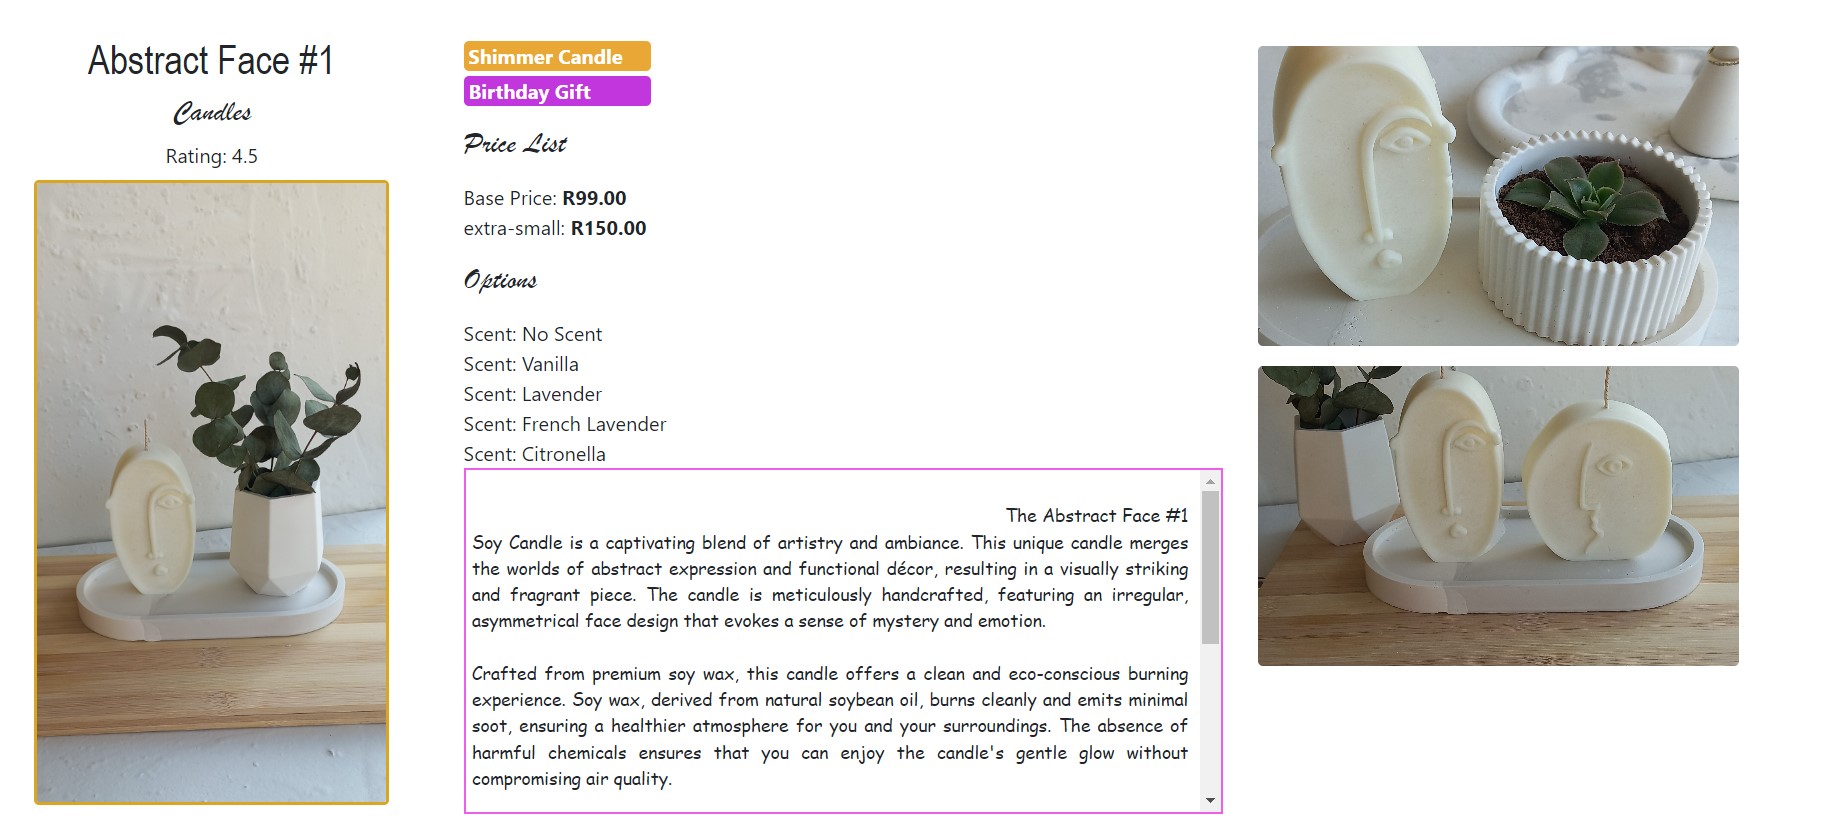 Abstract Face #1
Candles
Rating: 4.5
Shimmer Candle
Birthday Gift
Price List
Base Price: R99.00
extra-small: R150.00
Options
Scent: No Scent
Scent: Vanilla
Scent: Lavender
Scent: French Lavender
Scent: Citronella
The Abstract Face #1
Soy Candle is a captivating blend of artistry and ambiance. This unique candle merges
the worlds of abstract expression and functional décor, resulting in a visually striking
and fragrant piece. The candle is meticulously handcrafted, featuring an irregular,
asymmetrical face design that evokes a sense of mystery and emotion.
Crafted from premium soy wax, this candle offers a clean and eco-conscious burning
experience. Soy wax, derived from natural soybean oil, burns cleanly and emits minimal
soot, ensuring a healthier atmosphere for you and your surroundings. The absence of
harmful chemicals ensures that you can enjoy the candle's gentle glow without
compromising air quality.